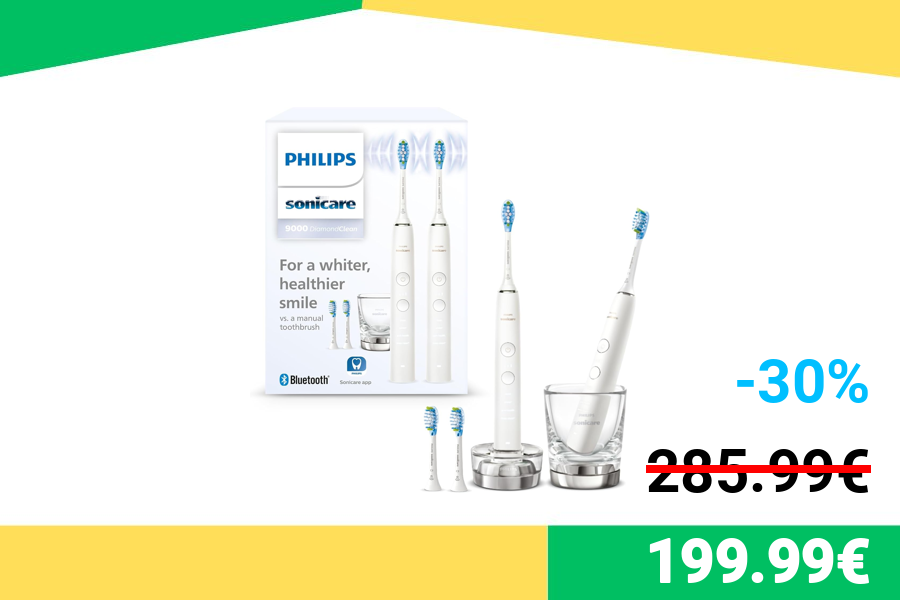 PHILIPS
sonicare
9000 DiamondClean
For a whiter,
healthier
smile
vs. a manual
toothbrush
Bluetooth®
Sonicare app
-30%
285.99€
199.99€